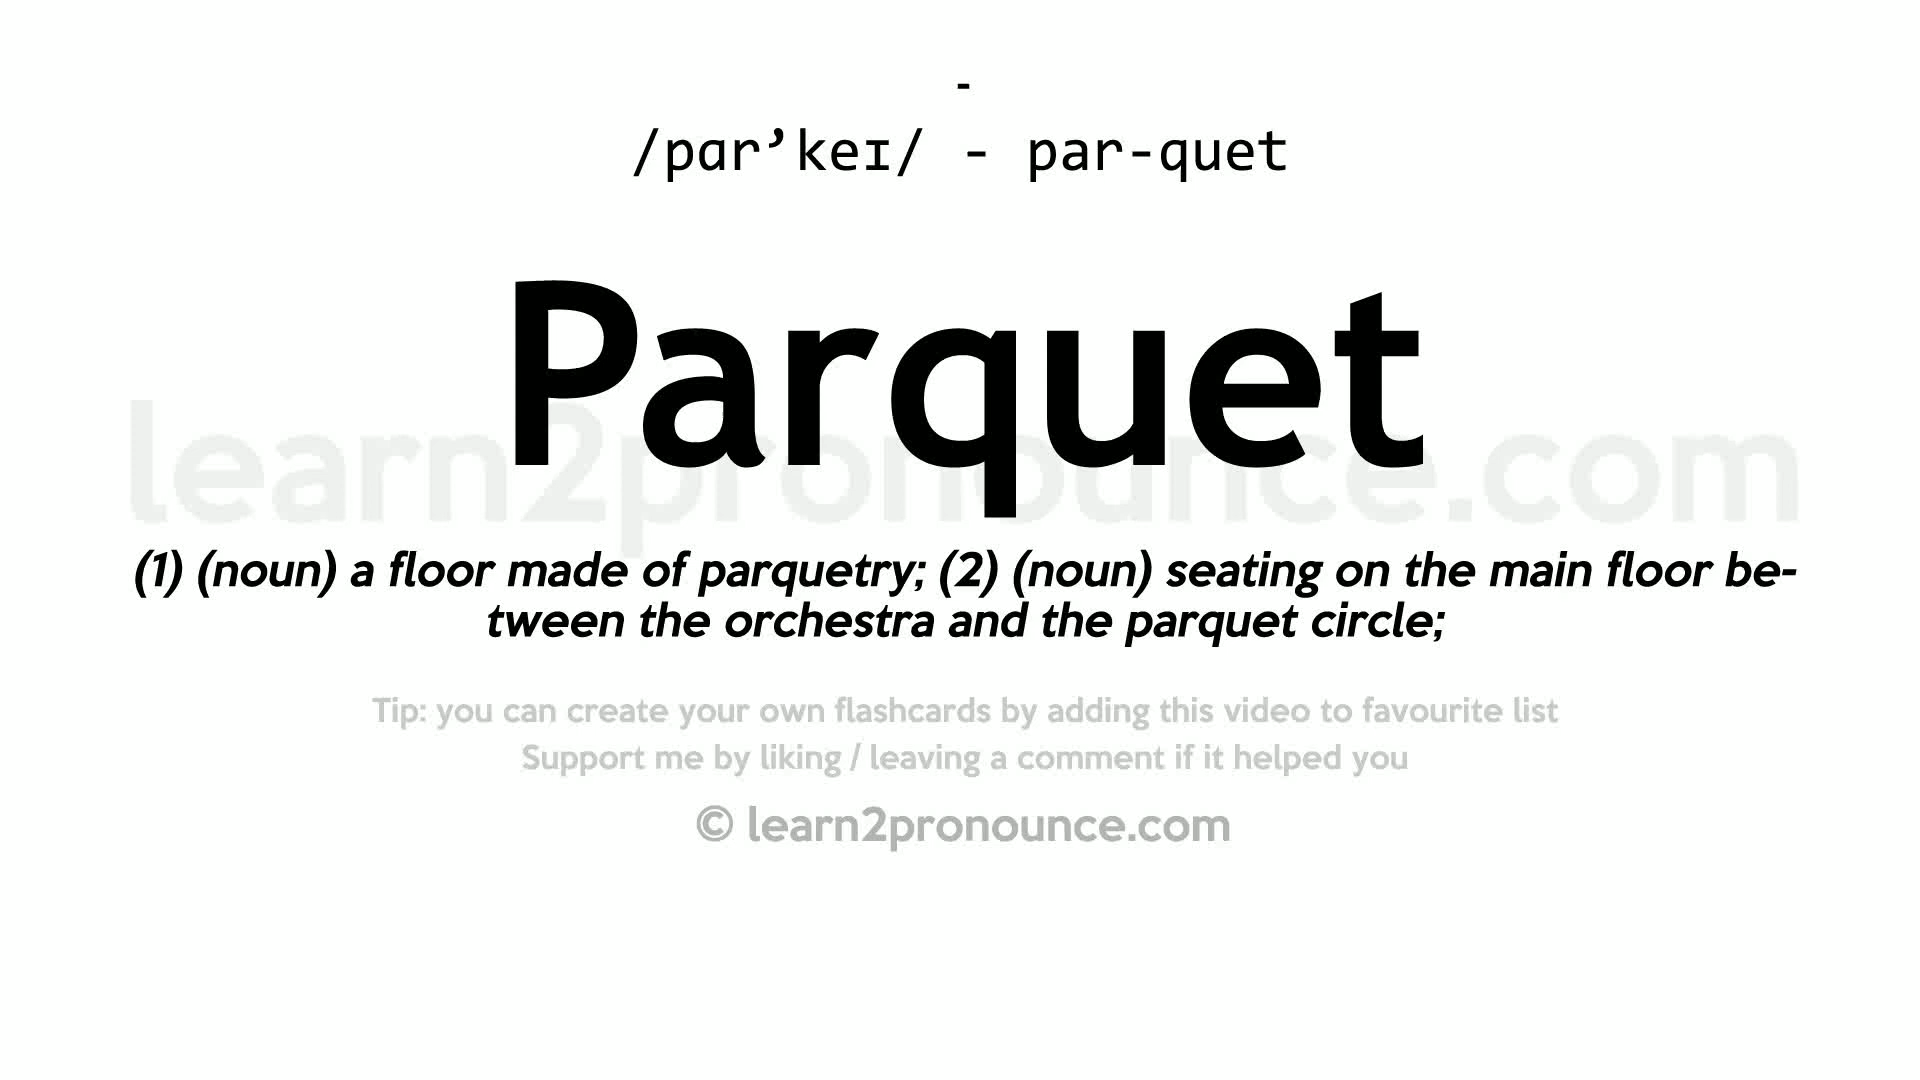 -
/pɑr’keɪ/ - par-quet
Parquet
learn2pronounce.com
(1) (noun) a floor made of parquetry; (2) (noun) seating on the main floor be-
tween the orchestra and the parquet circle;
Tip: you can create your own flashcards by adding this video to favourite list
Support me by liking / leaving a comment if it helped you
© learn2pronounce.com